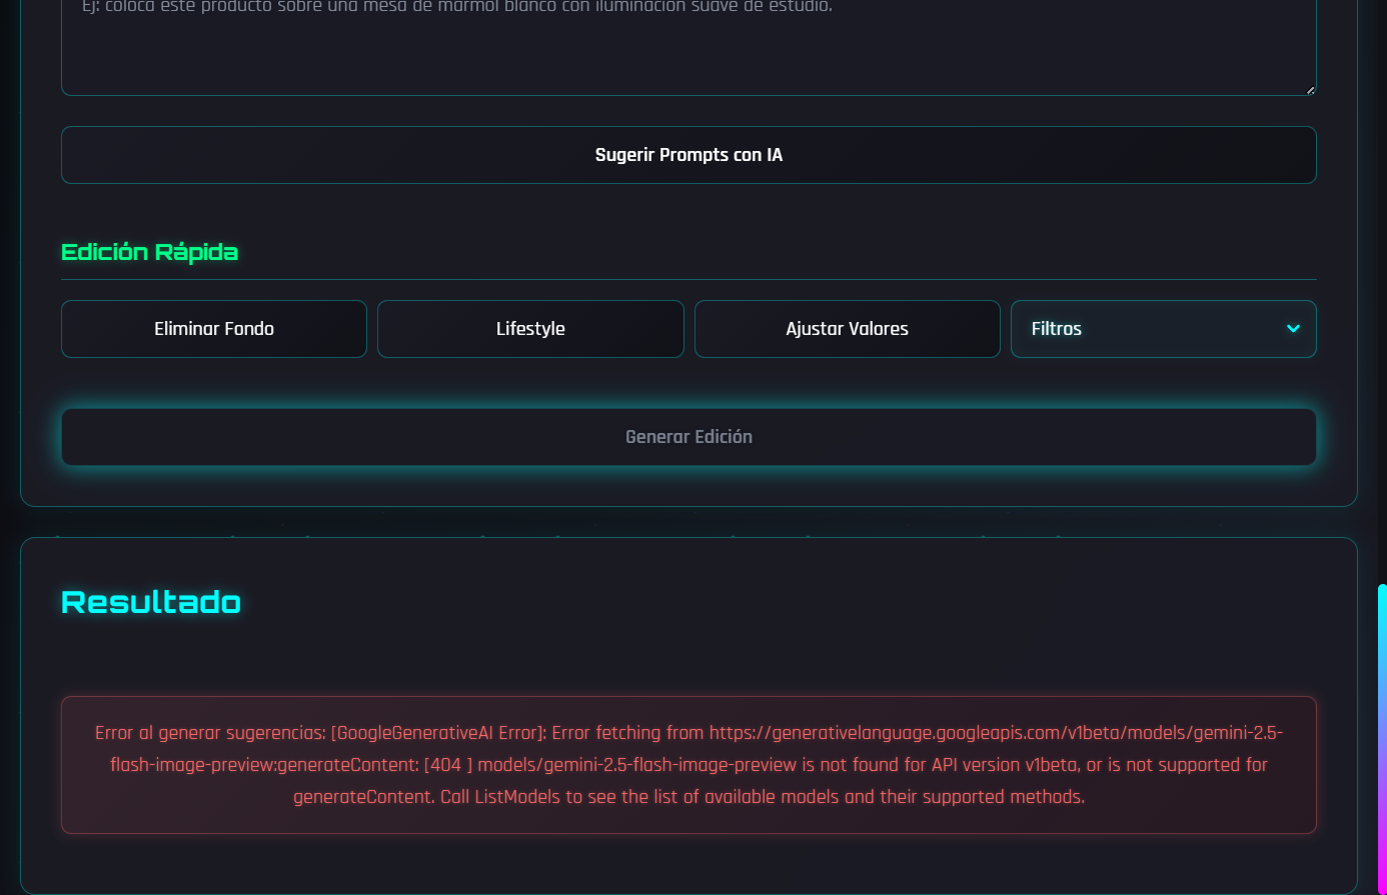 Ej: coloca este producto sobre una mesa de mármol blanco con iluminación suave de estudio.
Sugerir Prompts con IA
Edición Rápida
Eliminar Fondo
Lifestyle
Ajustar Valores
Filtros
Generar Edición
Resultado
Error al generar sugerencias: [GoogleGenerativeAI Error]: Error fetching from https://generativelanguage.googleapis.com/v1beta/models/gemini-2.5-
flash-image-preview:generateContent: [404 ] models/gemini-2.5-flash-image-preview is not found for API version v1beta, or is not supported for
generateContent. Call ListModels to see the list of available models and their supported methods.